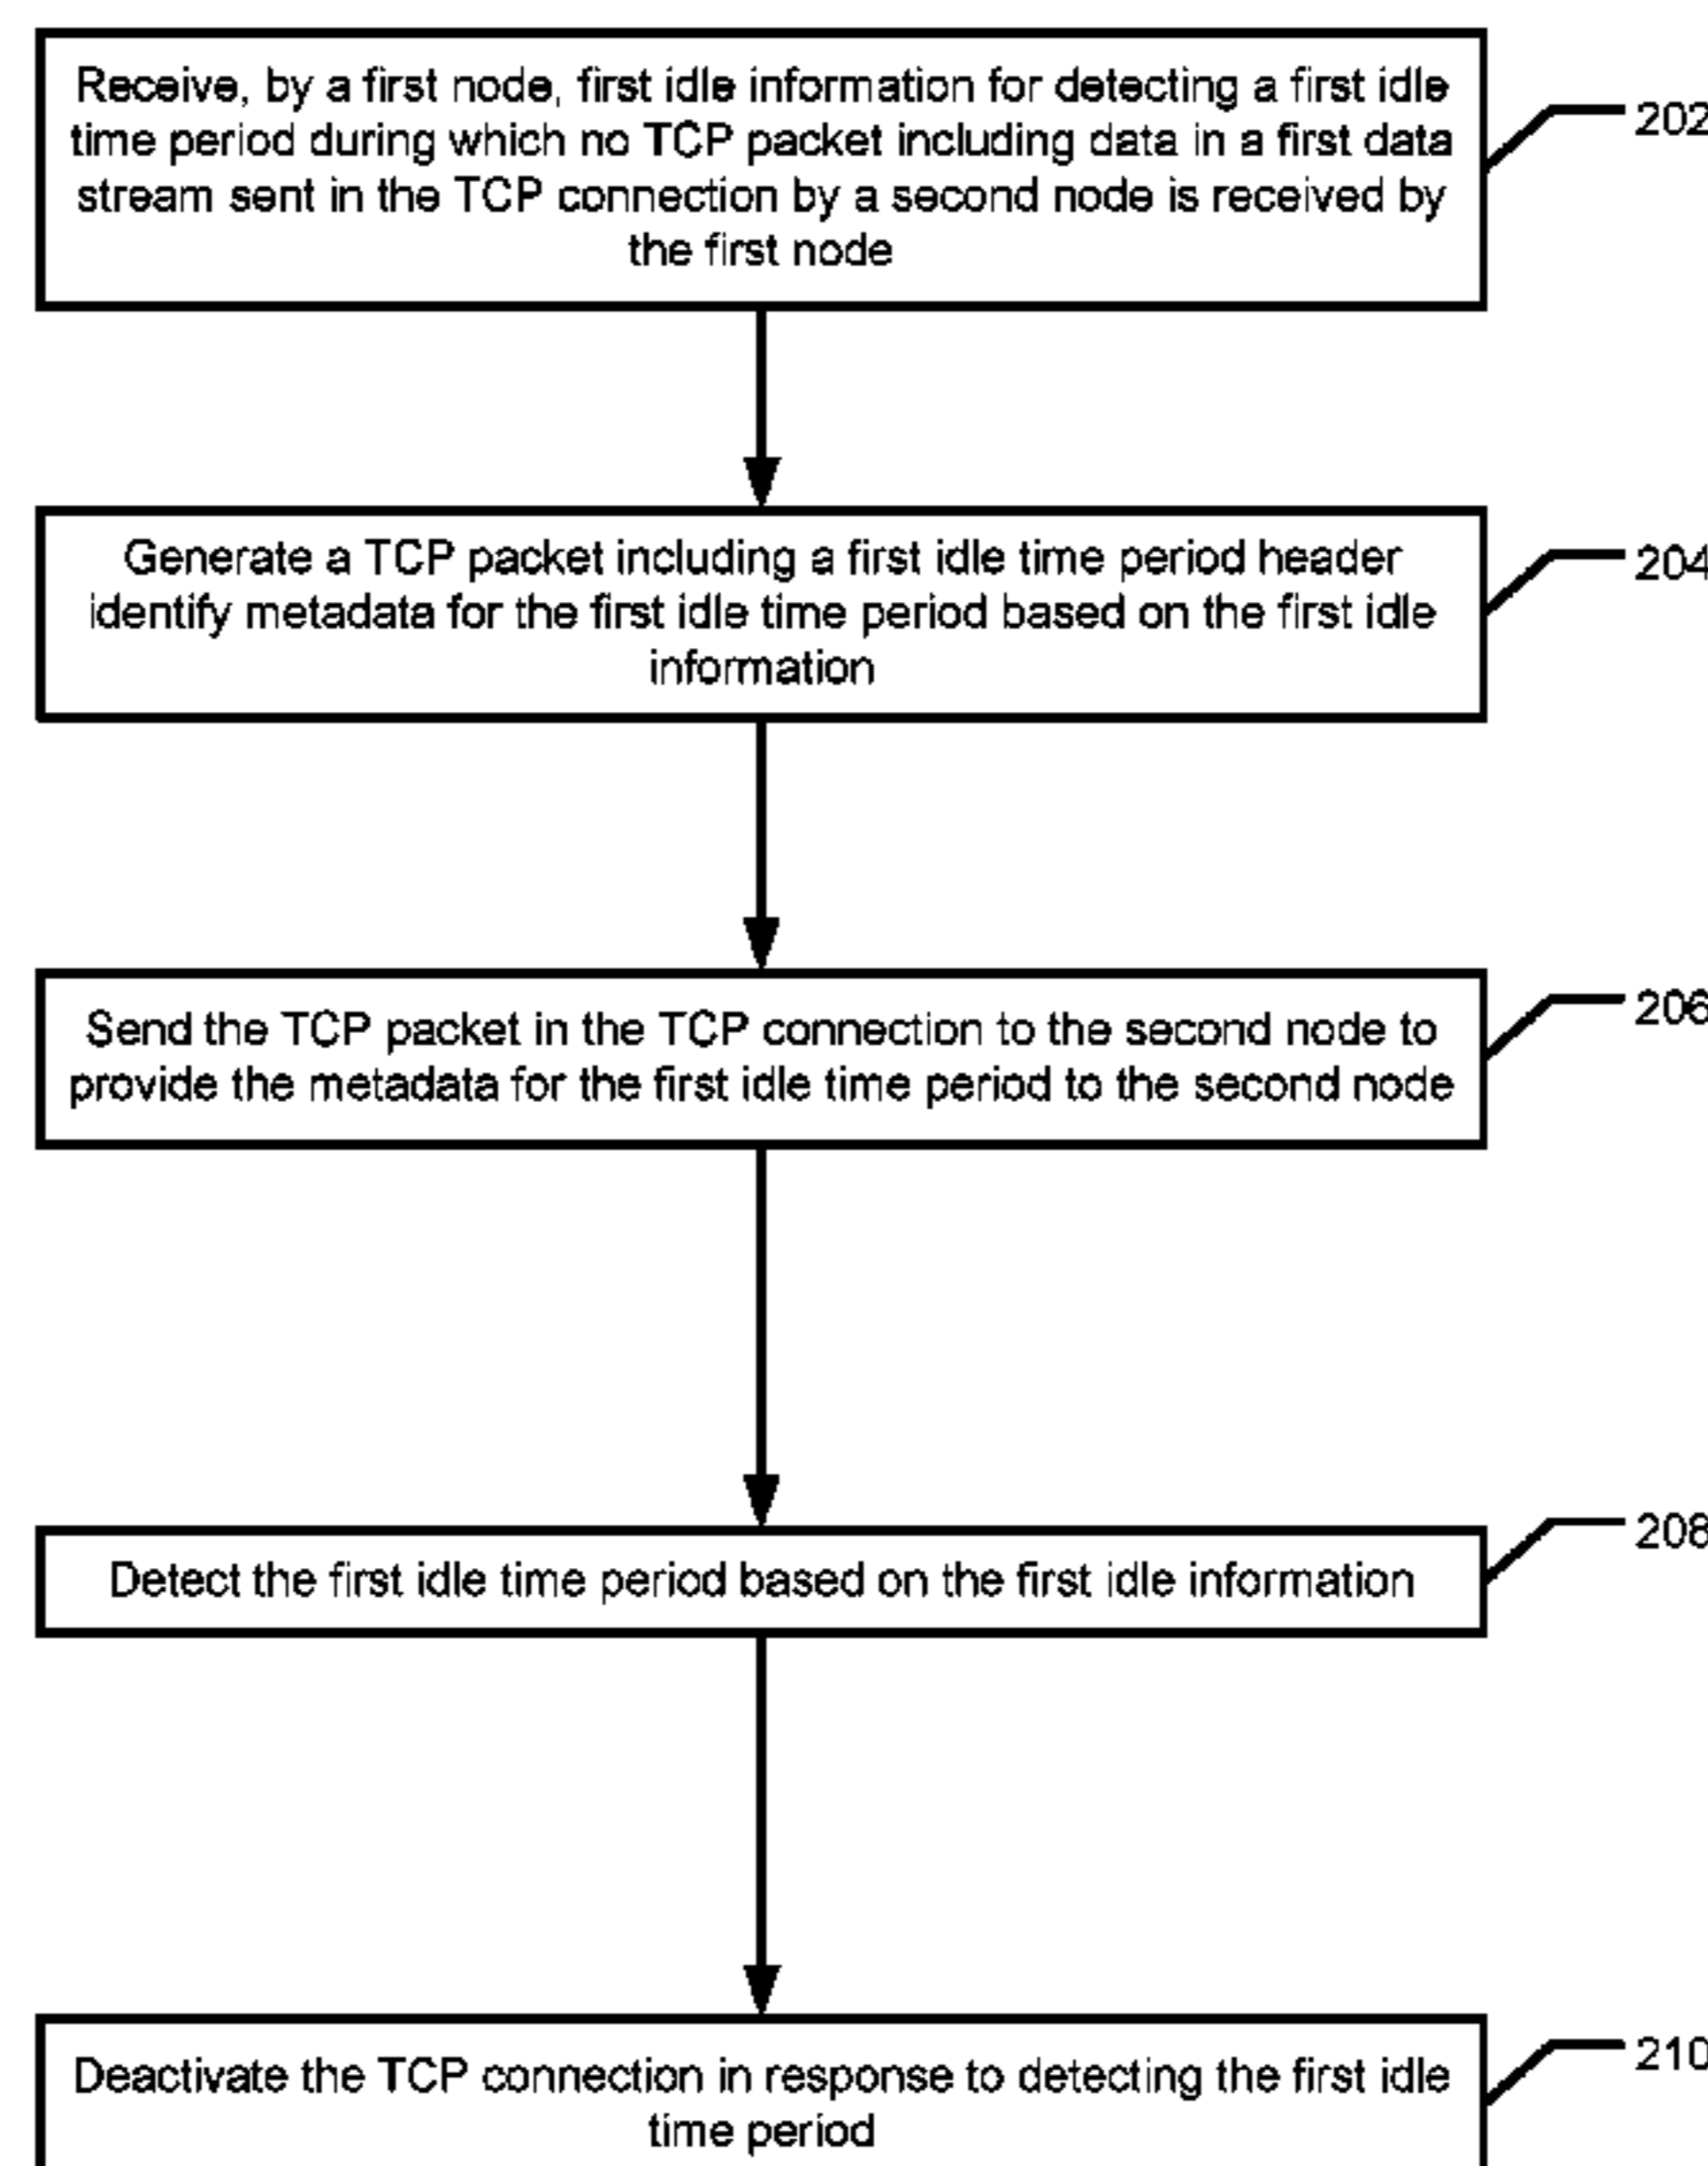 Receive, by a first node, first idle information for detecting a first idle
time period during which no TCP packet including data in a first data
stream sent in the TCP connection by a second node is received by
the first node
202
Generate a TCP packet including a first idle time period header
identify metadata for the first idle time period based on the first idle
information
204
Send the TCP packet in the TCP connection to the second node to
provide the metadata for the first idle time period to the second node
206
Detect the first idle time period based on the first idle information
208
Deactivate the TCP connection in response to detecting the first idle
time period
210